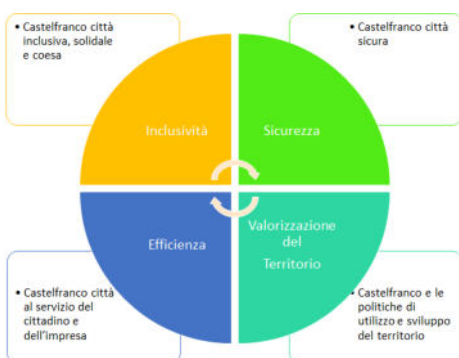 • Castelfranco città
inclusiva, solidale
e coesa
• Castelfranco città
sicura
Inclusività
Sicurezza
Efficienza
Valorizzazione
del
Territorio
• Castelfranco città
al servizio del
cittadino e
dell'impresa
• Castelfranco e le
politiche di
utilizzo e sviluppo
del territorio